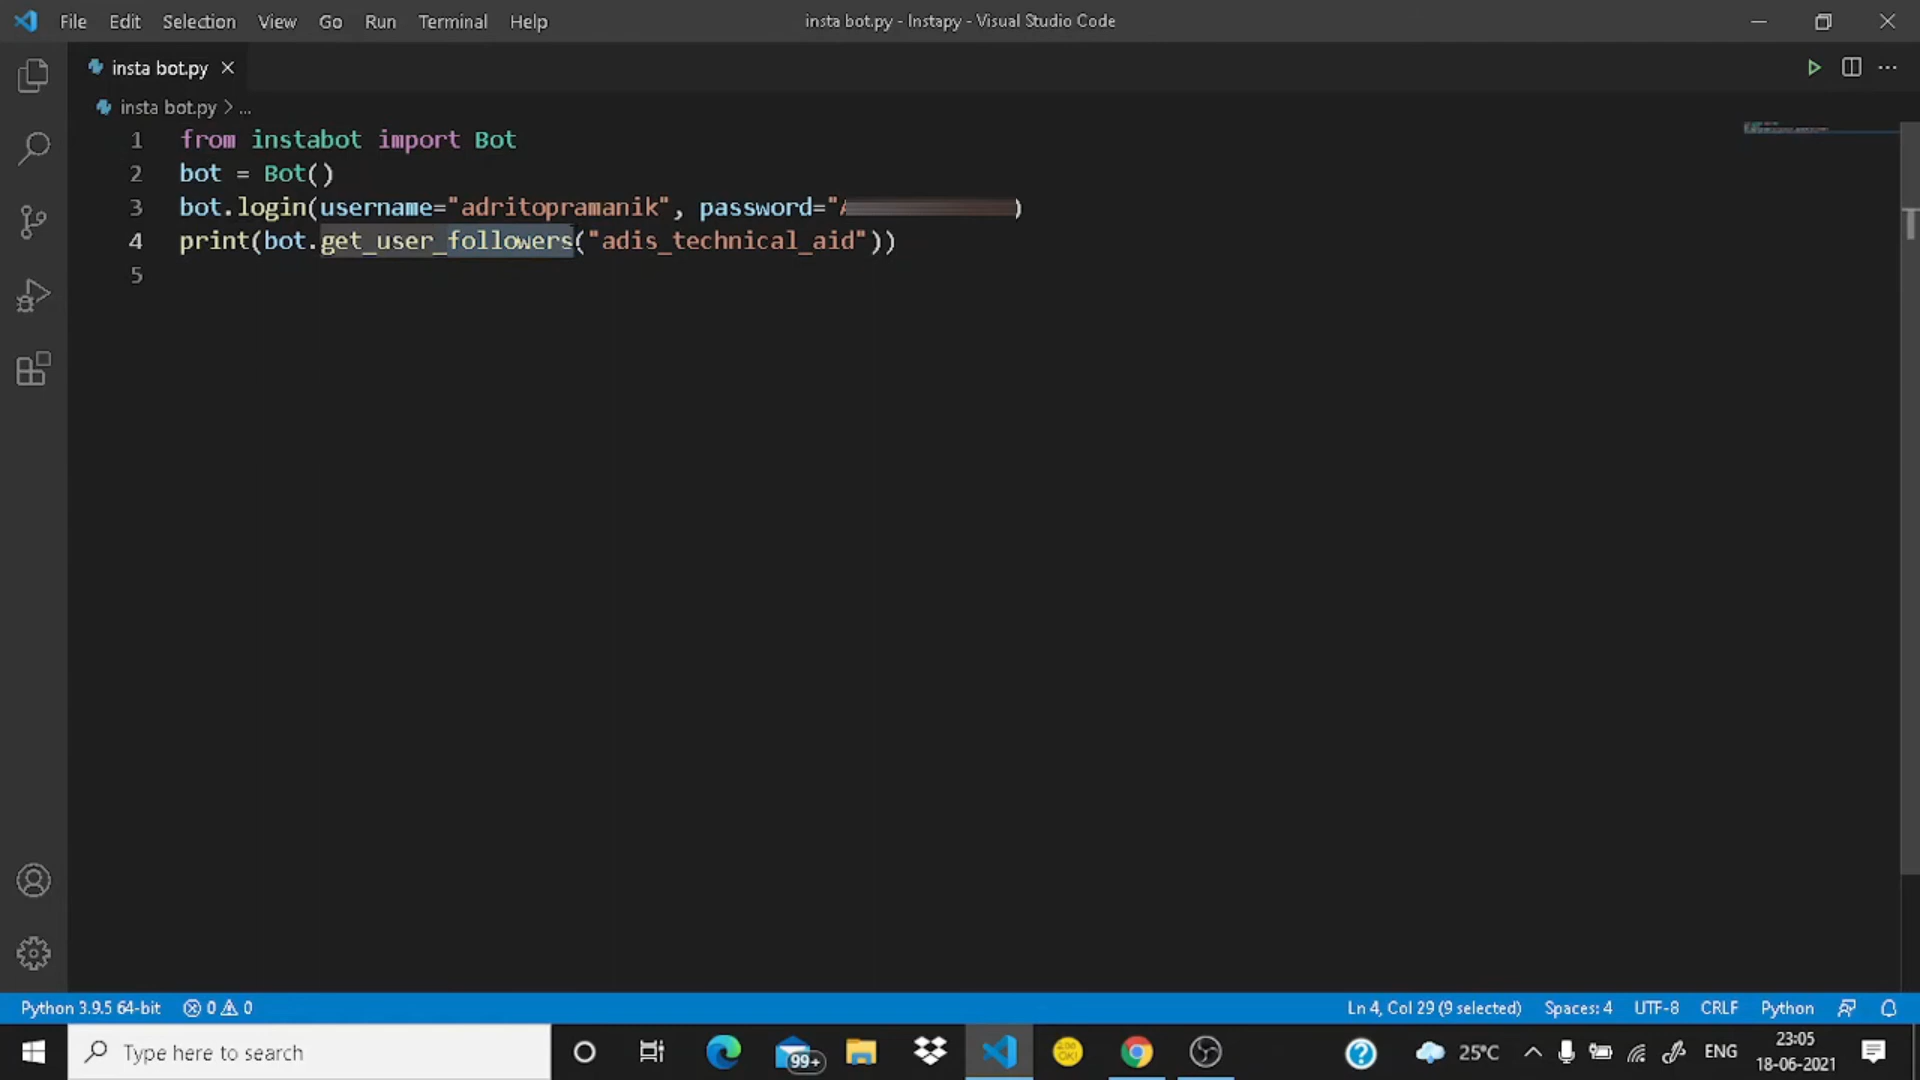 File Edit Selection View Go Run Terminal Help
insta bot.py - Instapy - Visual Studio Code
insta bot.py
insta bot.py > ...
1 from instabot import Bot
2 bot = Bot()
3 bot.login(username="adritopramanik", password=" )
4 print(bot.get_user_followers("adis_technical_aid"))
5
Python 3.9.5 64-bit 0 0 Ln 4, Col 29 (9 selected) Spaces: 4 UTF-8 CRLF Python
Type here to search
99+
25°C
ENG
23:05
18-06-2021